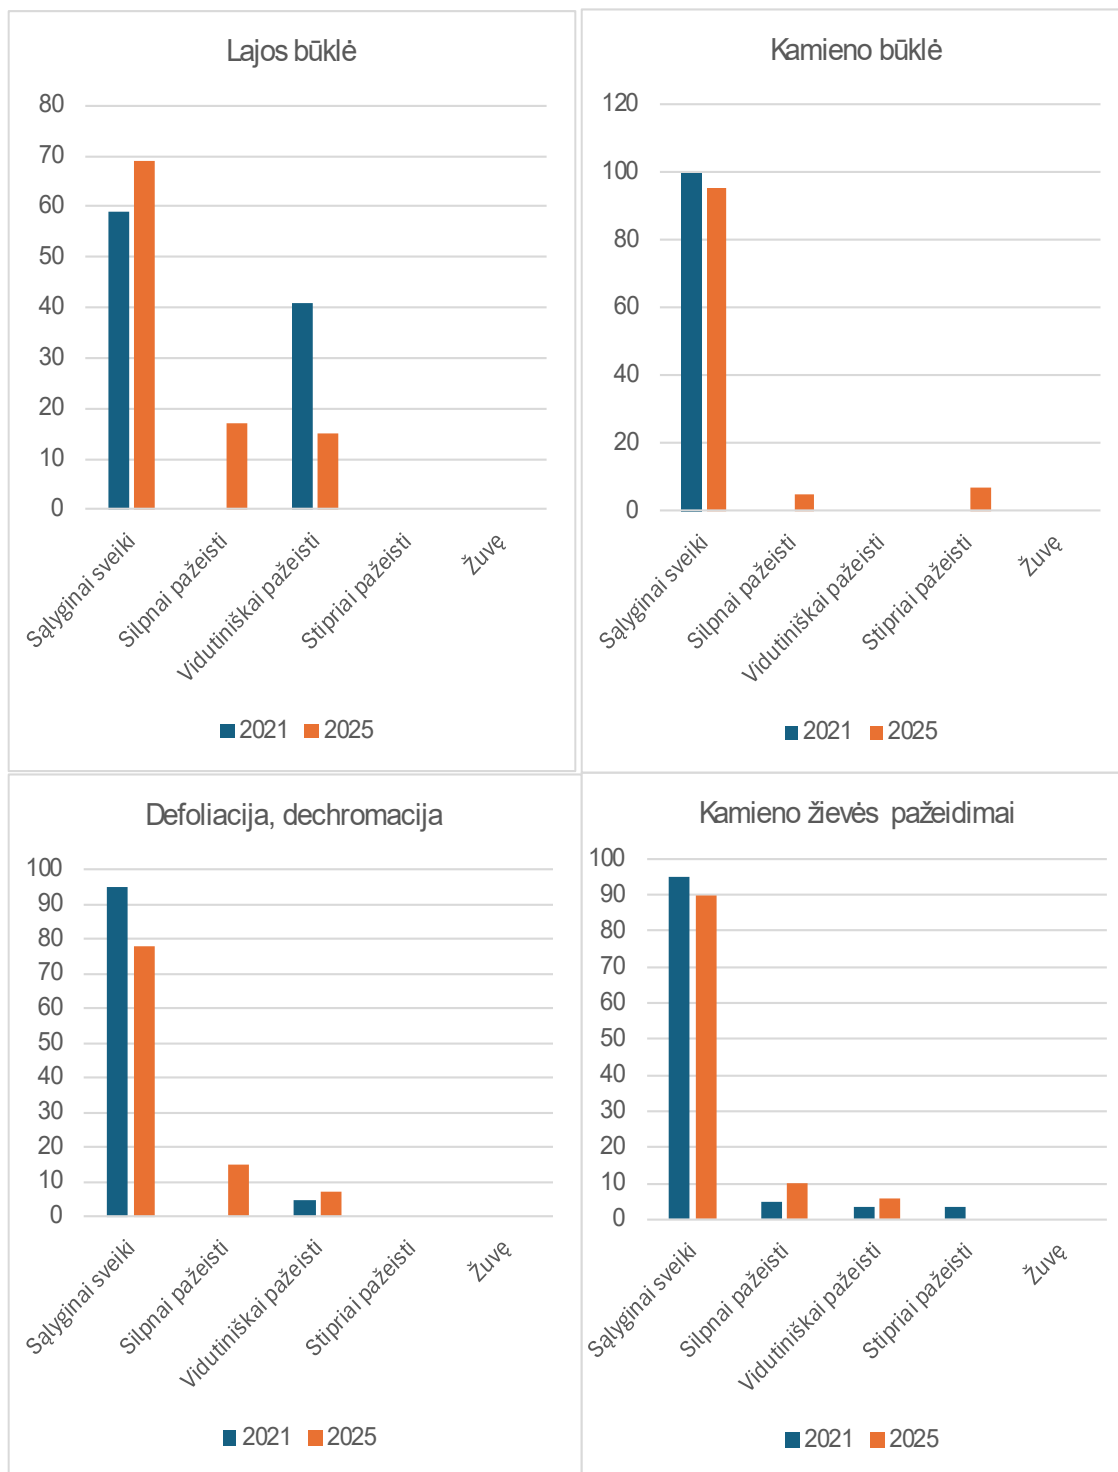 Lajos būklė
80
70
60
50
40
30
20
10
0
Sąlyginai sveiki
Silpnai pažeisti
Vidutiniškai pažeisti
Stipriai pažeisti
Žuvę
2021 2025
Kamieno būklė
120
100
80
60
40
20
0
Sąlyginai sveiki
Silpnai pažeisti
Vidutiniškai pažeisti
Stipriai pažeisti
Žuvę
2021 2025
Defoliacija, dechromacija
100
90
80
70
60
50
40
30
20
10
0
Sąlyginai sveiki
Silpnai pažeisti
Vidutiniškai pažeisti
Stipriai pažeisti
Žuvę
2021 2025
Kamieno žievės pažeidimai
100
90
80
70
60
50
40
30
20
10
0
Sąlyginai sveiki
Silpnai pažeisti
Vidutiniškai pažeisti
Stipriai pažeisti
Žuvę
2021 2025